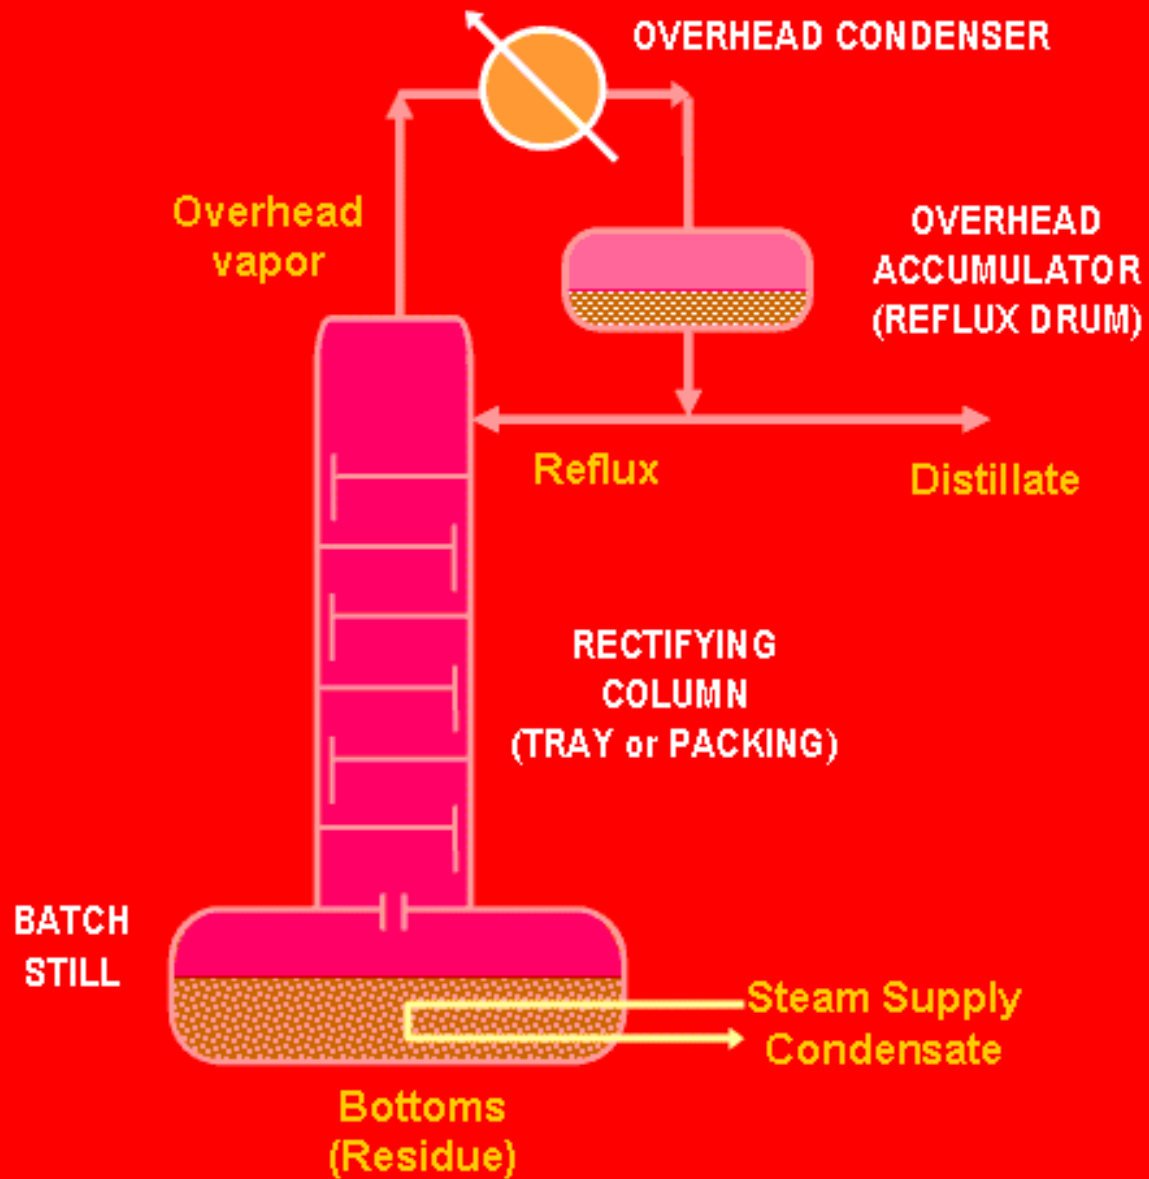 OVERHEAD CONDENSER
Overhead
vapor
OVERHEAD
ACCUMULATOR
(REFLUX DRUM)
Reflux
Distillate
RECTIFYING
COLUMN
(TRAY or PACKING)
BATCH
STILL
Steam Supply
Condensate
Bottoms
(Residue)